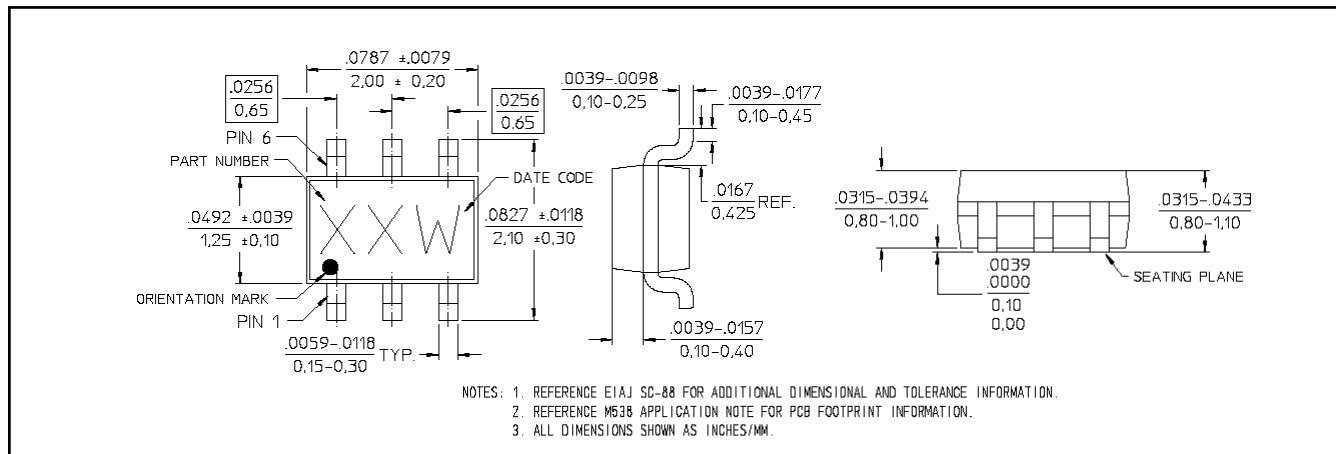 .0787 ±.0079
2,00 ± 0,20
.0256
0,65
.0256
0.65
PIN 6
PART NUMBER
DATE CODE
.0492 ±.0039
1,25 ±0,10
XXW
.0827 ±.0118
2,10 ±0,30
ORIENTATION MARK
PIN 1
.0059-.0118
0,15-0,30
TYP.
.0039-.0098
0,10-0,25
.0039-.0177
0,10-0,45
.0167
0,425
REF.
.0039-.0157
0,10-0,40
.0315-.0394
0,80-1,00
.0315-.0433
0,80-1,10
.0039
.0000
0,10
0,00
SEATING PLANE
NOTES: 1. REFERENCE EIAJ SC-88 FOR ADDITIONAL DIMENSIONAL AND TOLERANCE INFORMATION.
2. REFERENCE M538 APPLICATION NOTE FOR PCB FOOTPRINT INFORMATION.
3. ALL DIMENSIONS SHOWN AS INCHES/MM.